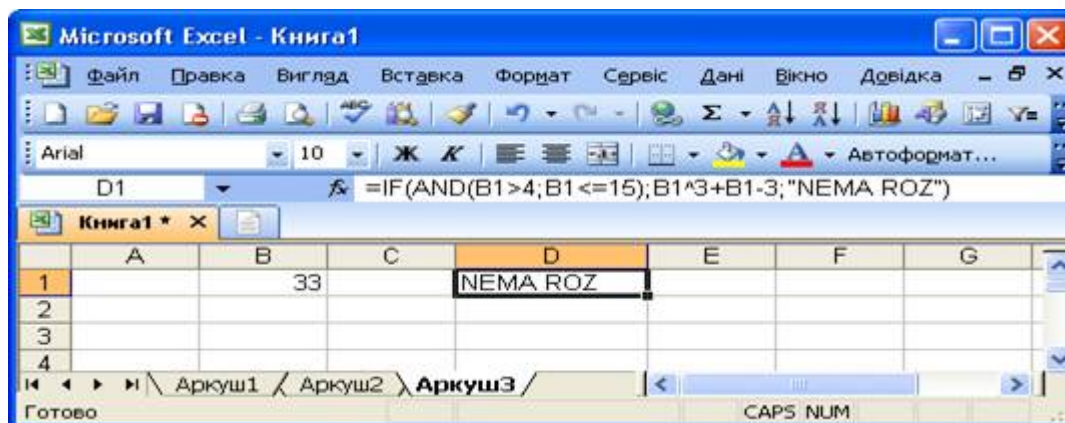 Microsoft Excel - Книга1
Файл Правка Вигляд Вставка Формат Сервіс Дані Вікно Довідка
Arial 10 Ж К Автоформат...
D1 fx =IF(AND(B1>4;B1<=15);B1^3+B1-3;"NEMA ROZ")
Книга1 *
A B C D E F G
1 33 NEMA ROZ
2
3
4
Аркуш1 Аркуш2 Аркуш3
Готово CAPS NUM